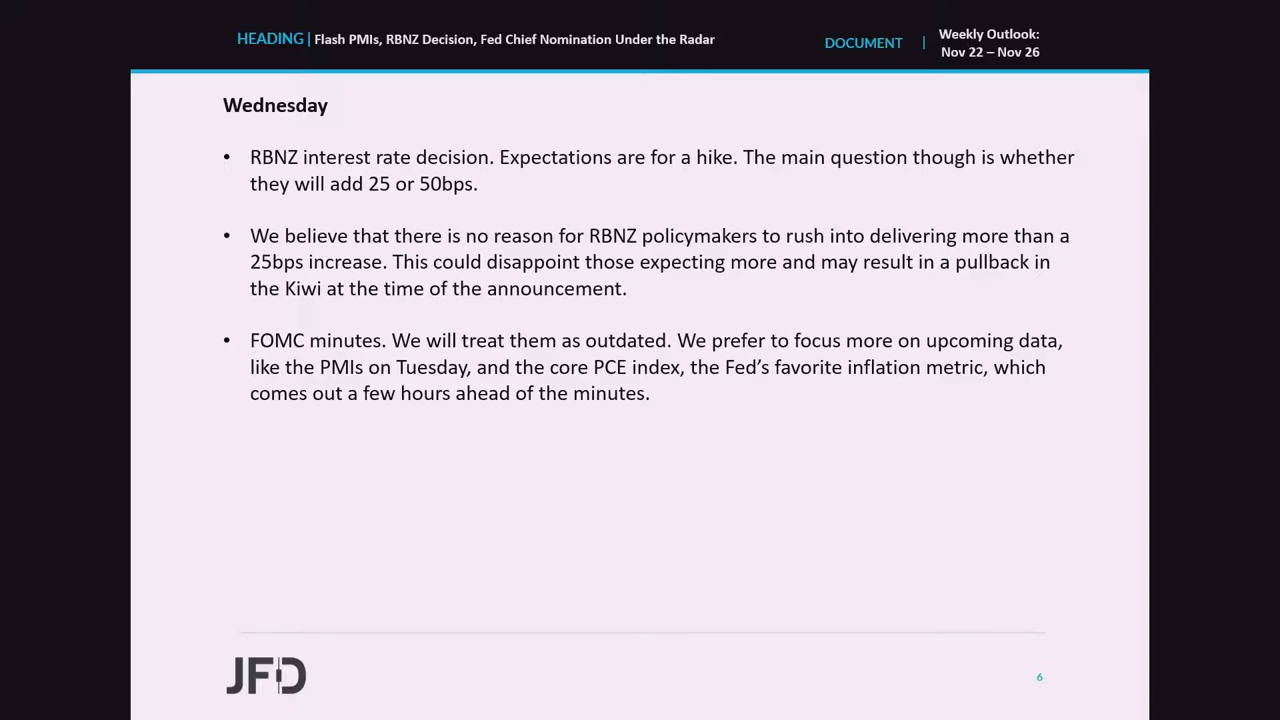 HEADING | Flash PMIs, RBNZ Decision, Fed Chief Nomination Under the Radar
DOCUMENT | Weekly Outlook:
Nov 22 – Nov 26
Wednesday
• RBNZ interest rate decision. Expectations are for a hike. The main question though is whether
they will add 25 or 50bps.
• We believe that there is no reason for RBNZ policymakers to rush into delivering more than a
25bps increase. This could disappoint those expecting more and may result in a pullback in
the Kiwi at the time of the announcement.
• FOMC minutes. We will treat them as outdated. We prefer to focus more on upcoming data,
like the PMIs on Tuesday, and the core PCE index, the Fed’s favorite inflation metric, which
comes out a few hours ahead of the minutes.
JFD
6